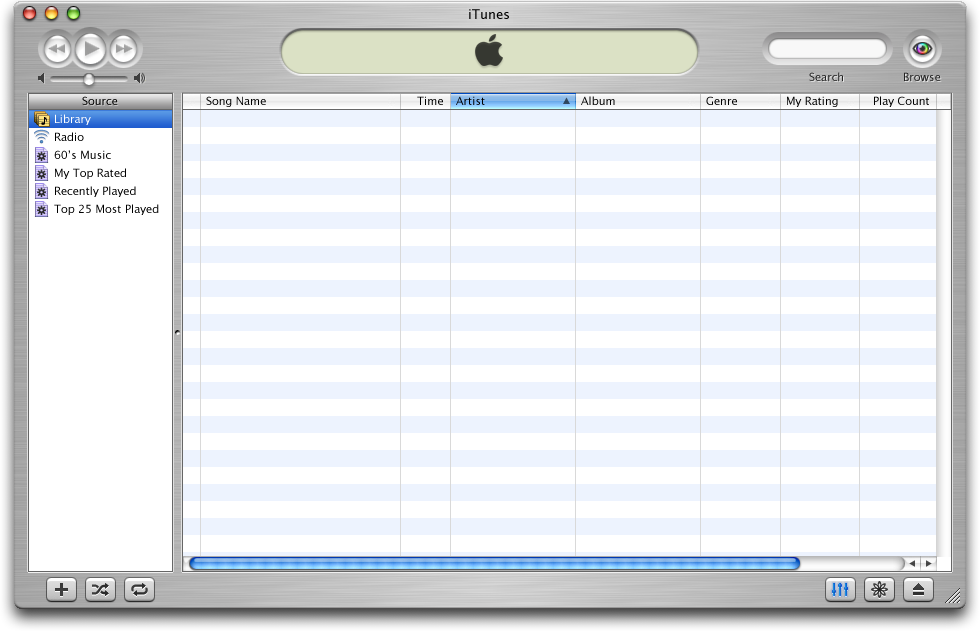 iTunes
Search
Browse
Source
Song Name Time Artist Album Genre My Rating Play Count
Library
Radio
60's Music
My Top Rated
Recently Played
Top 25 Most Played